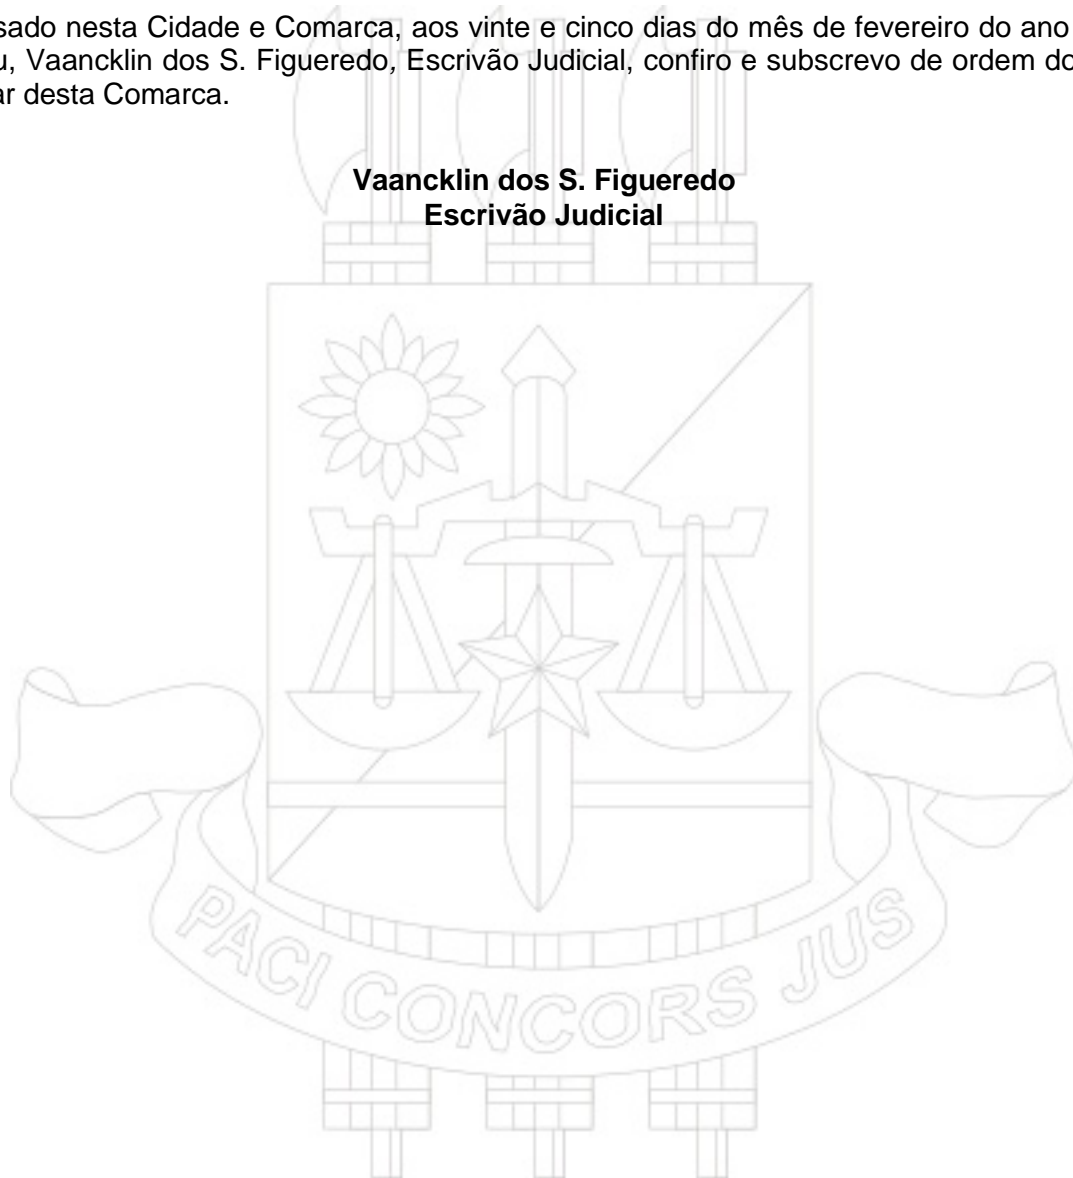 sado nesta Cidade e Comarca, aos vinte e cinco dias do mês de fevereiro do ano
u, Vaancklin dos S. Figueredo, Escrivão Judicial, confiro e subscrevo de ordem do
ar desta Comarca.
Vaancklin dos S. Figueredo
Escrivão Judicial
PACI CONCORS JUS